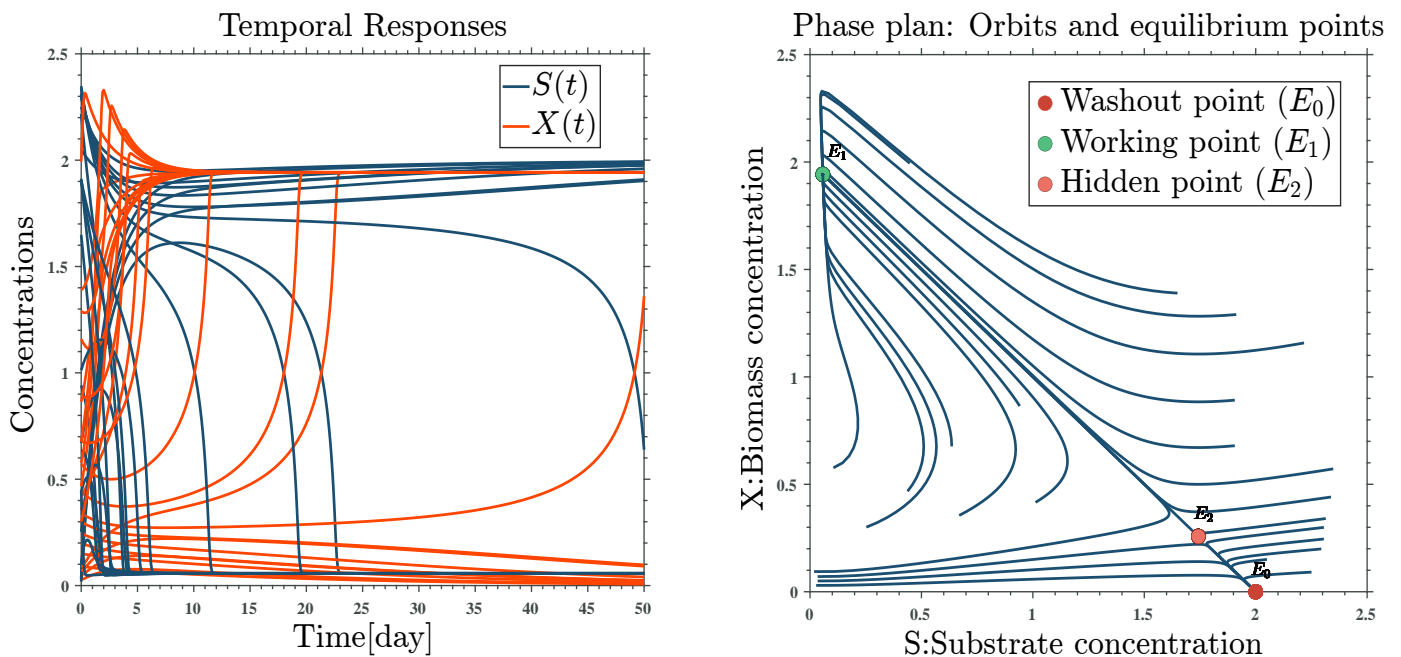 Temporal Responses
2.5
2
1.5
1
0.5
0
0 5 10 15 20 25 30 35 40 45 50
Concentrations
Time[day]
S(t)
X(t)
Phase plan: Orbits and equilibrium points
2.5
2
1.5
1
0.5
0
0 0.5 1 1.5 2 2.5
X:Biomass concentration
S:Substrate concentration
Washout point (E₀)
Working point (E₁)
Hidden point (E₂)
E₁
E₂
E₀